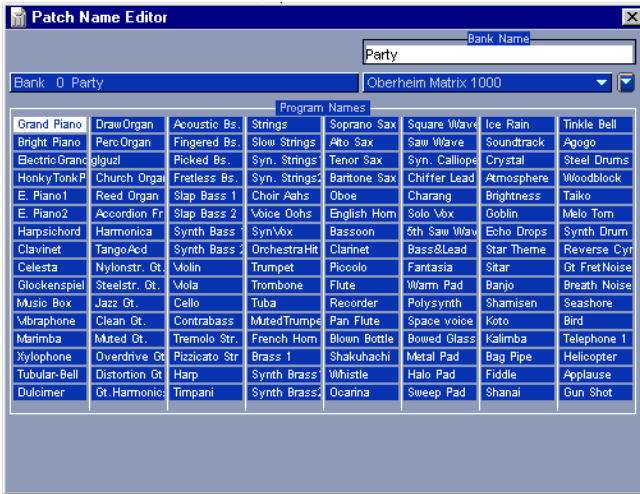 Patch Name Editor
Bank Name
Party
Bank 0 Party Oberheim Matrix 1000
Program Names
Grand Piano DrawOrgan Acoustic Bs. Strings Soprano Sax Square Wave Ice Rain Tinkle Bell
Bright Piano PercOrgan Fingered Bs. Slow Strings Alto Sax Saw Wave Soundtrack Agogo
Electric Grand glguzl Picked Bs. Syn. Strings1 Tenor Sax Syn. Calliope Crystal Steel Drums
HonkyTonkP Church Organ Fretless Bs. Syn. Strings2 Baritone Sax Chiffer Lead Atmosphere Woodblock
E. Piano1 Reed Organ Slap Bass 1 Choir Aahs Oboe Charang Brightness Taiko
E. Piano2 Accordion Fr Slap Bass 2 Voice Oohs English Horn Solo Vox Goblin Melo Tom
Harpsichord Harmonica Synth Bass 1 SynVox Bassoon 5th Saw Wav Echo Drops Synth Drum
Clavinet TangoAcd Synth Bass 2 OrchestraHit Clarinet Bass&Lead Star Theme Reverse Cyr
Celesta Nylonstr. Gt. Violin Trumpet Piccolo Fantasia Sitar Gt FretNoise
Glockenspiel Steelstr. Gt. Viola Trombone Flute Warm Pad Banjo Breath Noise
Music Box Jazz Gt. Cello Tuba Recorder Polysynth Shamisen Seashore
Vibraphone Clean Gt. Contrabass MutedTrumpe Pan Flute Space voice Koto Bird
Marimba Muted Gt. Tremolo Str. French Horn Blown Bottle Bowed Glass Kalimba Telephone 1
Xylophone Overdrive Gt Pizzicato Str Brass 1 Shakuhachi Metal Pad Bag Pipe Helicopter
Tubular-Bell Distortion Gt Harp Synth Brass1 Whistle Halo Pad Fiddle Applause
Dulcimer Gt.Harmonics Timpani Synth Brass2 Ocarina Sweep Pad Shanai Gun Shot